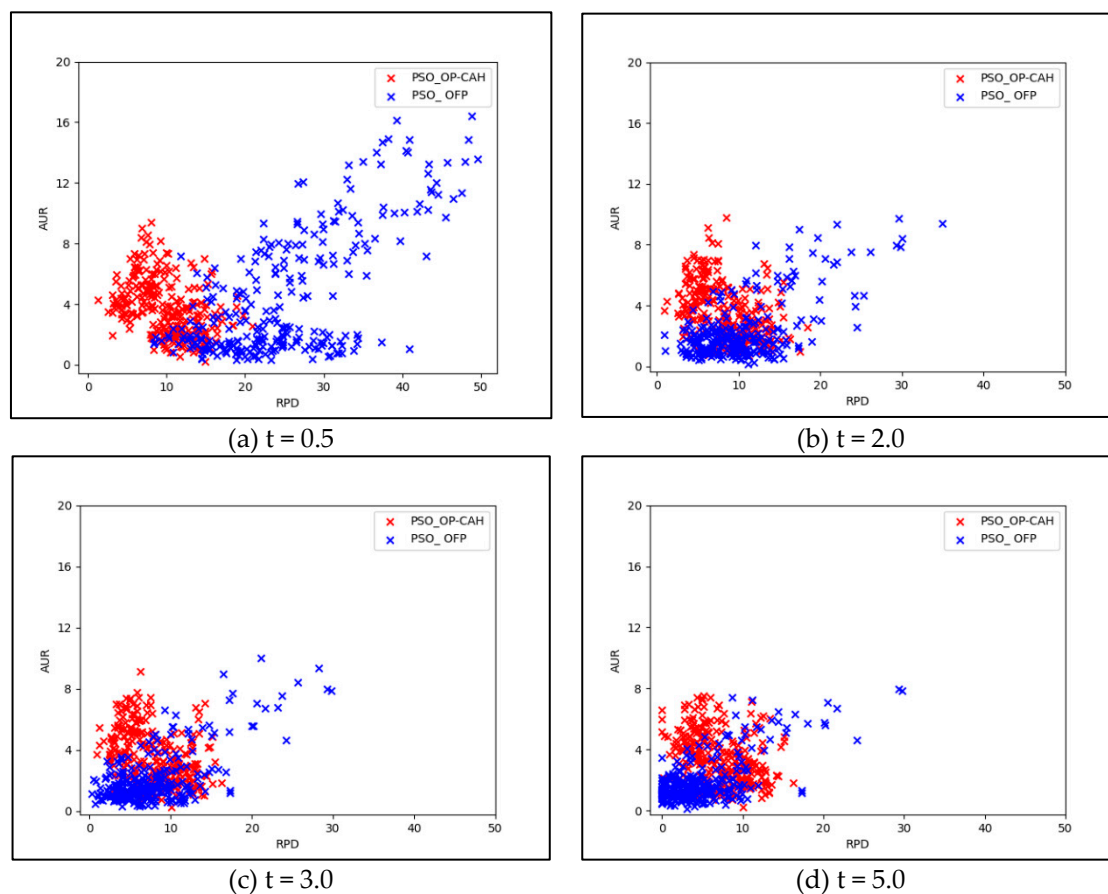 20
16
12
8
4
0
AUR
PSO_OP-CAH
PSO_ OFP
0 10 20 30 40 50
RPD
(a) t = 0.5
20
16
12
8
4
0
AUR
PSO_OP-CAH
PSO_ OFP
0 10 20 30 40 50
RPD
(b) t = 2.0
20
16
12
8
4
0
AUR
PSO_OP-CAH
PSO_ OFP
0 10 20 30 40 50
RPD
(c) t = 3.0
20
16
12
8
4
0
AUR
PSO_OP-CAH
PSO_ OFP
0 10 20 30 40 50
RPD
(d) t = 5.0